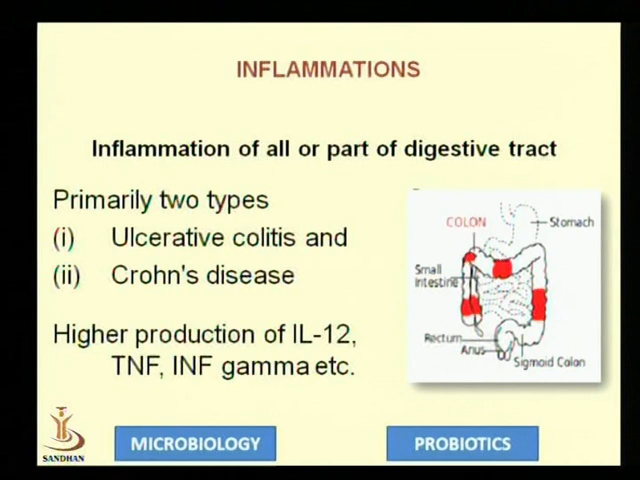 INFLAMMATIONS
Inflammation of all or part of digestive tract
Primarily two types
(i) Ulcerative colitis and
(ii) Crohn's disease
Higher production of IL-12,
TNF, INF gamma etc.
COLON
Stomach
Small
Intestine
Rectum
Anus
Sigmoid Colon
SANDHAN
MICROBIOLOGY
PROBIOTICS